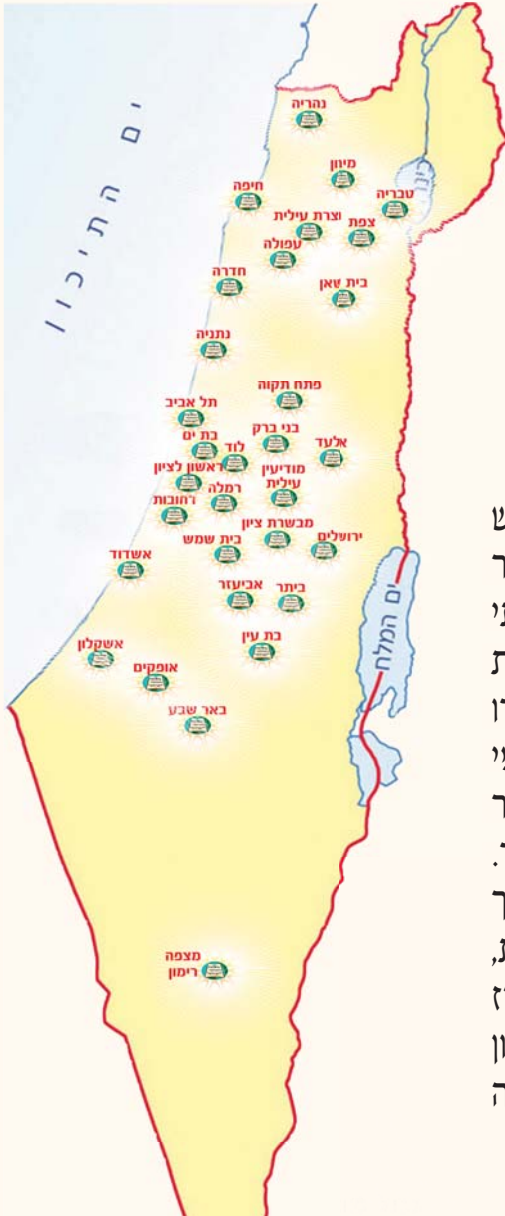 ים התיכון
נהריה
מירון
כנרת
טבריה
חיפה
צפת
נצרת עילית
עפולה
חדרה
בית שאן
נתניה
פתח תקוה
תל אביב
בני ברק
אלעד
בת ים
לוד
ראשון לציון
מודיעין
עילית
רמלה
רחובות
מבשרת ציון
ירושלים
בית שמש
אשדוד
ביתר
אביעזר
ים המלח
בת עין
אשקלון
אופקים
באר שבע
מצפה
רימון